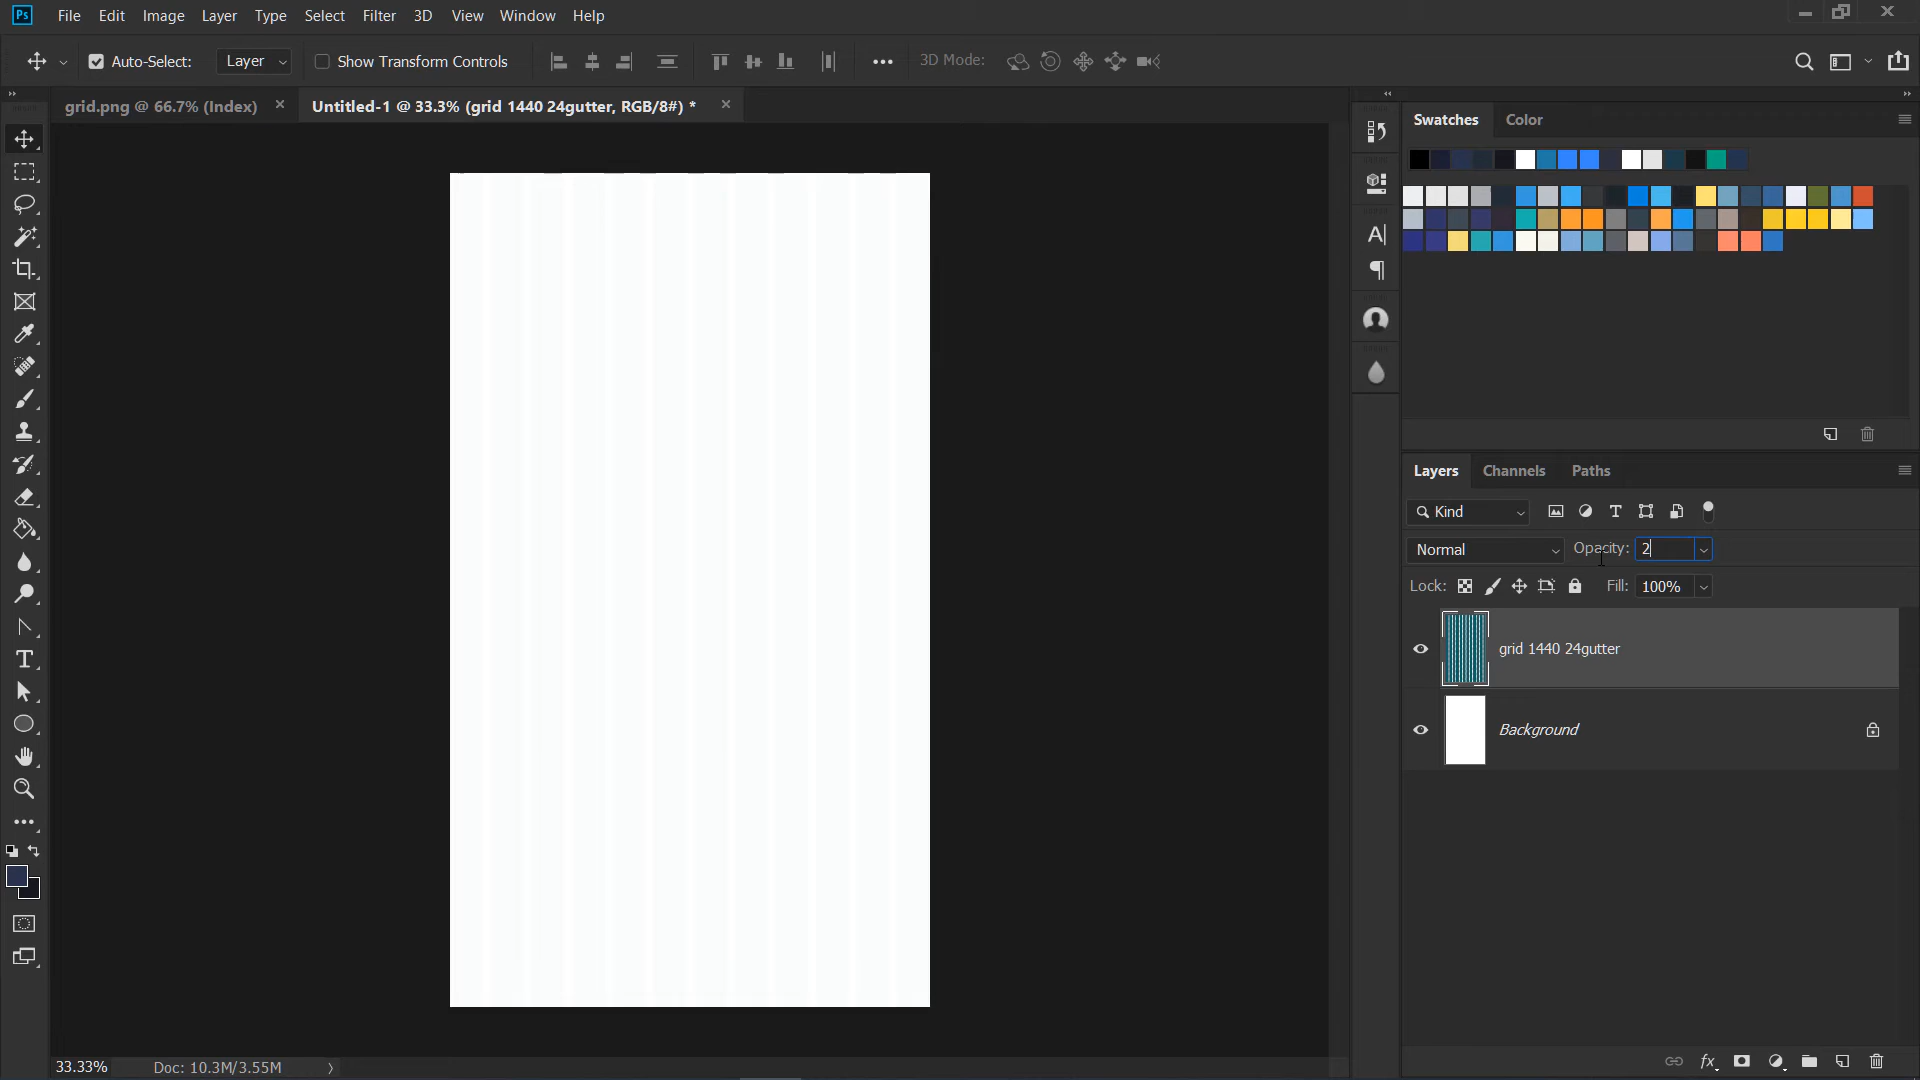 Ps File Edit Image Layer Type Select Filter 3D View Window Help
Auto-Select: Layer Show Transform Controls 3D Mode:
grid.png @ 66.7% (Index) Untitled-1 @ 33.3% (grid 1440 24gutter, RGB/8#) *
Swatches Color
Layers Channels Paths
Kind
Normal Opacity: 2
Lock: Fill: 100%
grid 1440 24gutter
Background
33.33% Doc: 10.3M/3.55M